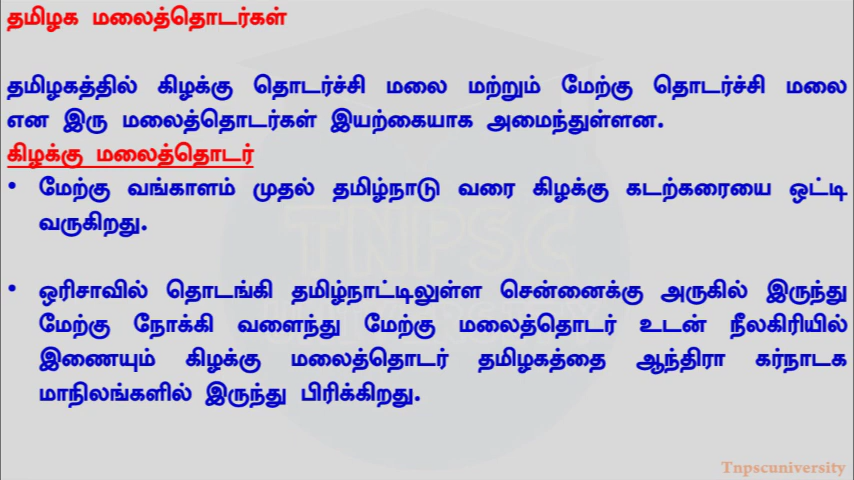 தமிழக மலைத்தொடர்கள்
தமிழகத்தில் கிழக்கு தொடர்ச்சி மலை மற்றும் மேற்கு தொடர்ச்சி மலை
என இரு மலைத்தொடர்கள் இயற்கையாக அமைந்துள்ளன.
கிழக்கு மலைத்தொடர்
• மேற்கு வங்காளம் முதல் தமிழ்நாடு வரை கிழக்கு கடற்கரையை ஒட்டி
வருகிறது.
• ஒரிசாவில் தொடங்கி தமிழ்நாட்டிலுள்ள சென்னைக்கு அருகில் இருந்து
மேற்கு நோக்கி வளைந்து மேற்கு மலைத்தொடர் உடன் நீலகிரியில்
இணையும் கிழக்கு மலைத்தொடர் தமிழகத்தை ஆந்திரா கர்நாடக
மாநிலங்களில் இருந்து பிரிக்கிறது.
TNPSC
UNIVERSITY
Tnpscuniversity